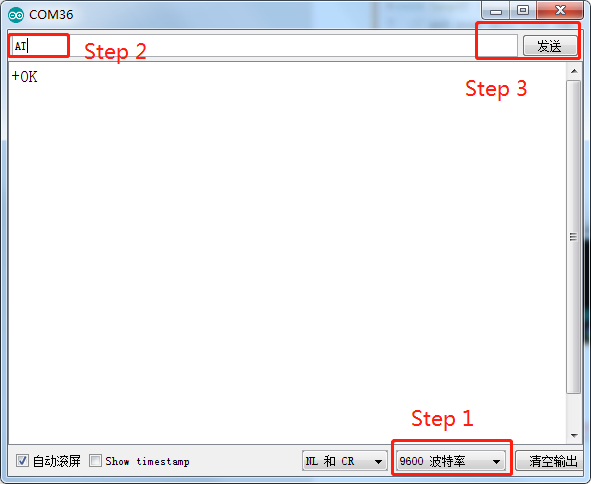 COM36
AT
发送
Step 2
+OK
Step 3
Step 1
自动滚屏
Show timestamp
NL 和 CR
9600 波特率
清空输出